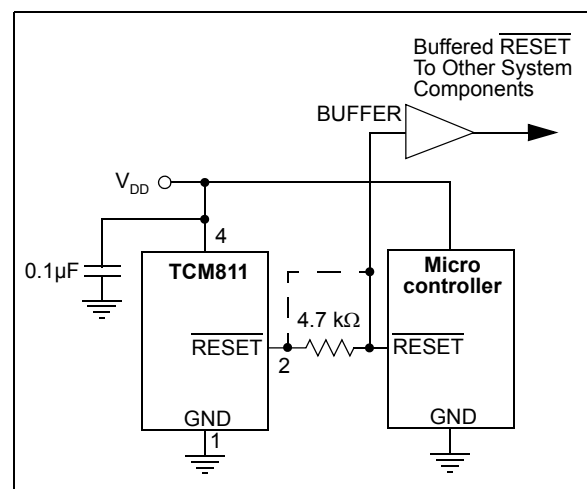 Buffered RESET
To Other System
Components
BUFFER
VDD
4
0.1µF
TCM811
Micro
controller
4.7 kΩ
RESET
RESET
2
GND
1
GND